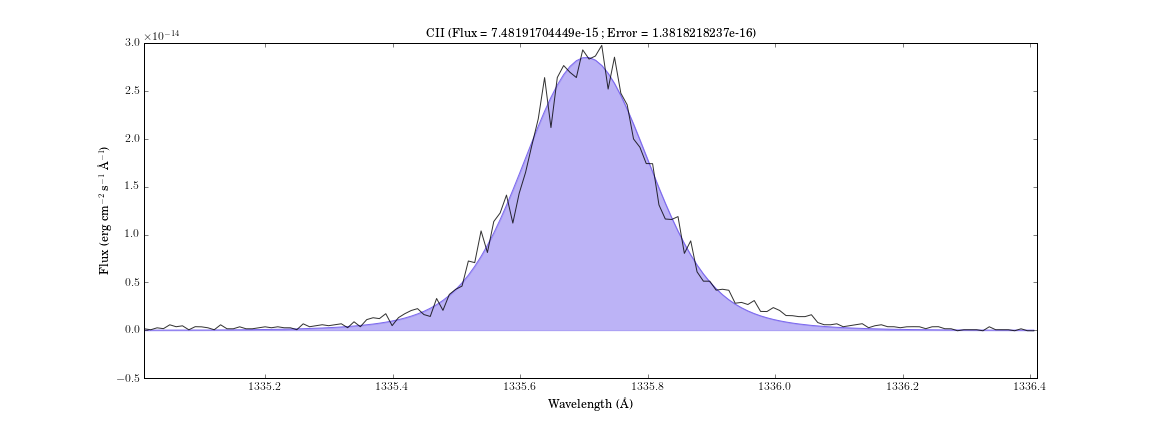 CII (Flux = 7.48191704449e-15 ; Error = 1.3818218237e-16)
×10⁻¹⁴
3.0
2.5
2.0
1.5
1.0
0.5
0.0
−0.5
Flux (erg cm⁻² s⁻¹ Å⁻¹)
1335.2 1335.4 1335.6 1335.8 1336.0 1336.2 1336.4
Wavelength (Å)